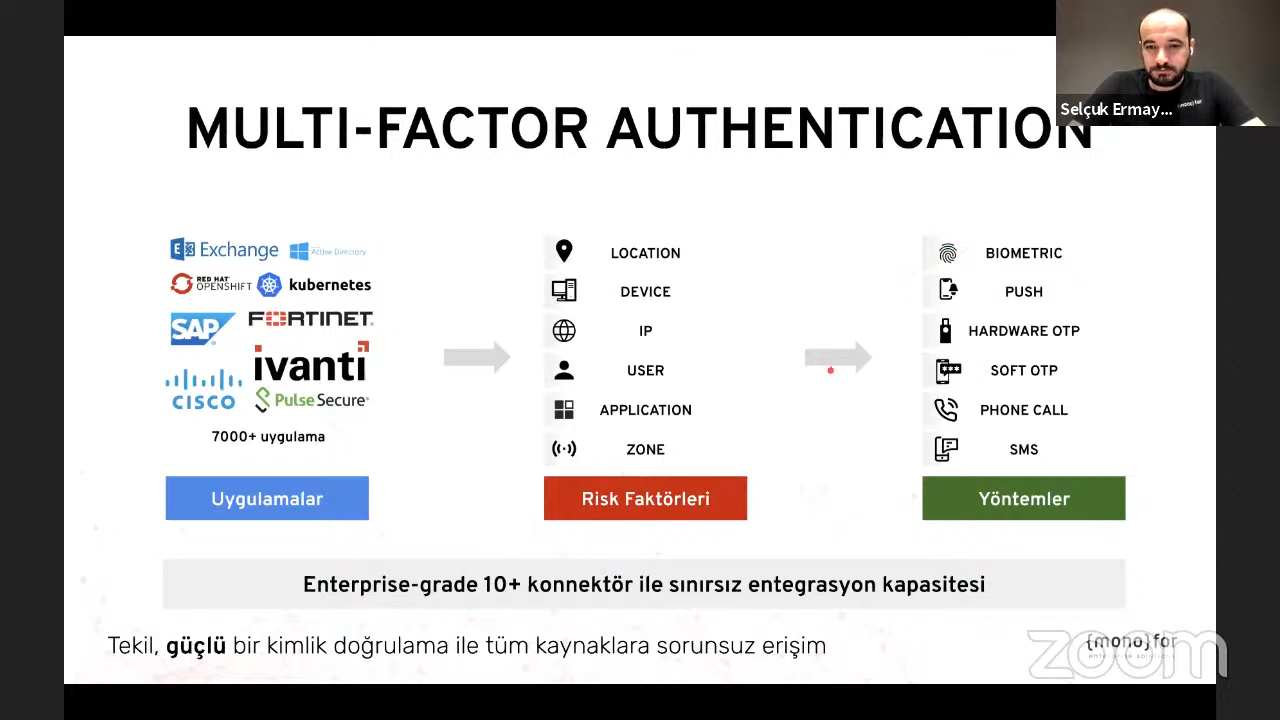 MULTI-FACTOR AUTHENTICATION
Selçuk Ermay...
Exchange
Active Directory
RED HAT
OPENSHIFT
kubernetes
SAP
FORTINET
ivanti
CISCO
Pulse Secure
7000+ uygulama
Uygulamalar
LOCATION
DEVICE
IP
USER
APPLICATION
ZONE
Risk Faktörleri
BIOMETRIC
PUSH
HARDWARE OTP
SOFT OTP
PHONE CALL
SMS
Yöntemler
Enterprise-grade 10+ konnektör ile sınırsız entegrasyon kapasitesi
Tekil, güçlü bir kimlik doğrulama ile tüm kaynaklara sorunsuz erişim
{mono}for
zoom